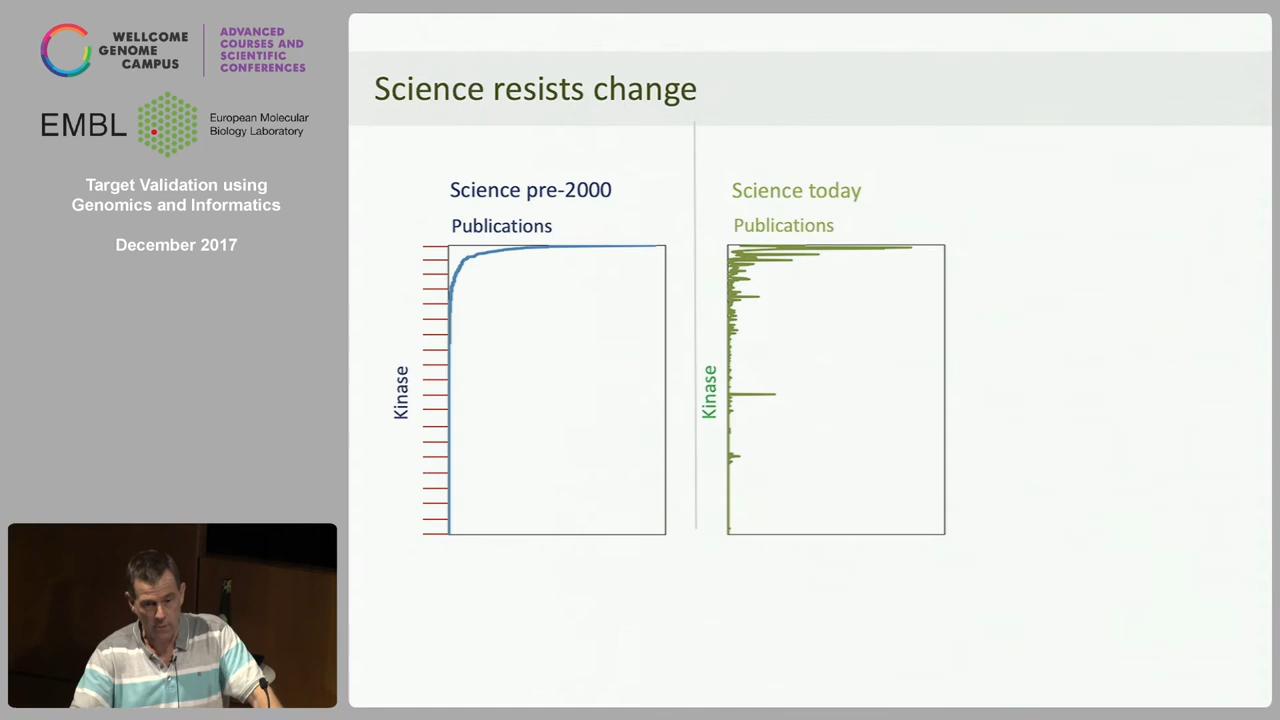 WELLCOME
GENOME
CAMPUS
ADVANCED
COURSES AND
SCIENTIFIC
CONFERENCES
EMBL
European Molecular
Biology Laboratory
Target Validation using
Genomics and Informatics
December 2017
Science resists change
Science pre-2000
Publications
Kinase
Science today
Publications
Kinase